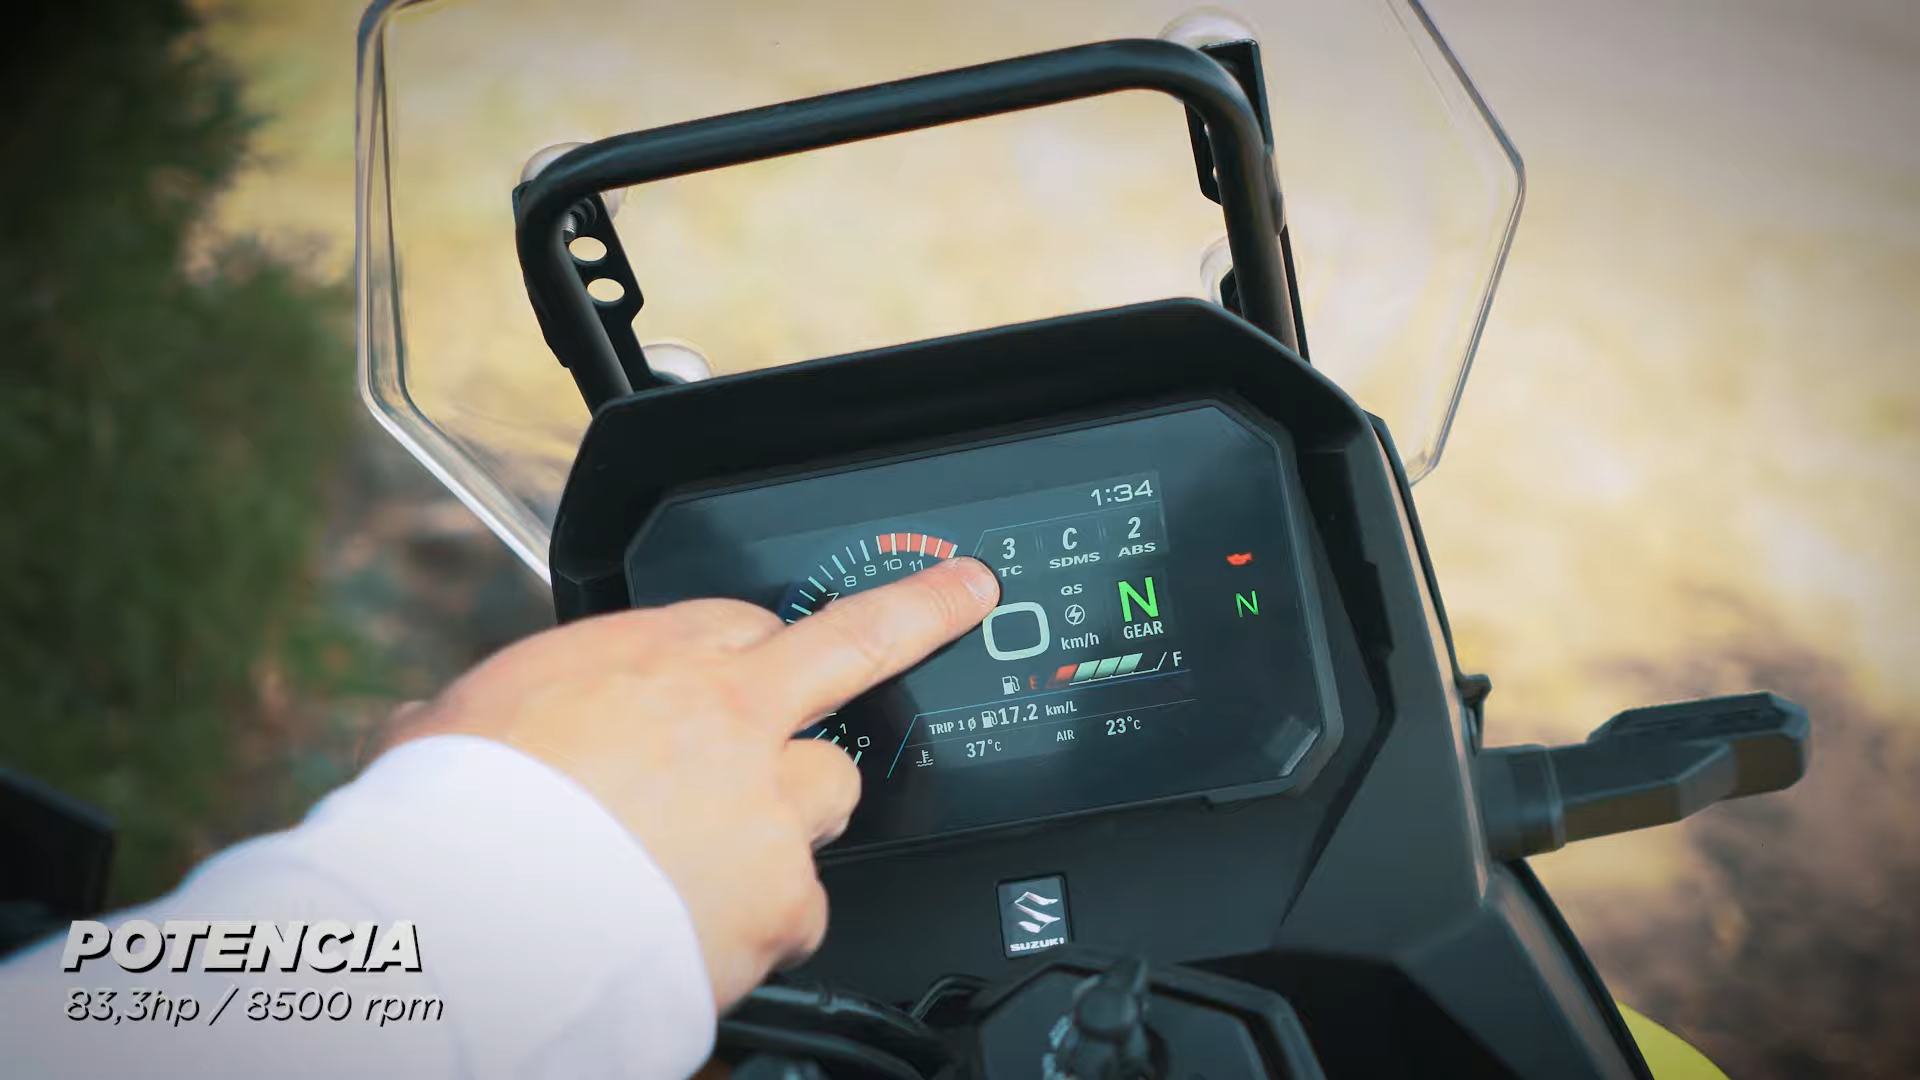 1:34
3 C 2
TC SDMS ABS
8 9 10 11
QS
0
N
N
km/h
GEAR
E F
TRIP 1 17.2 km/L
1
0
37°C AIR 23°C
SUZUKI
POTENCIA
83,3hp / 8500 rpm